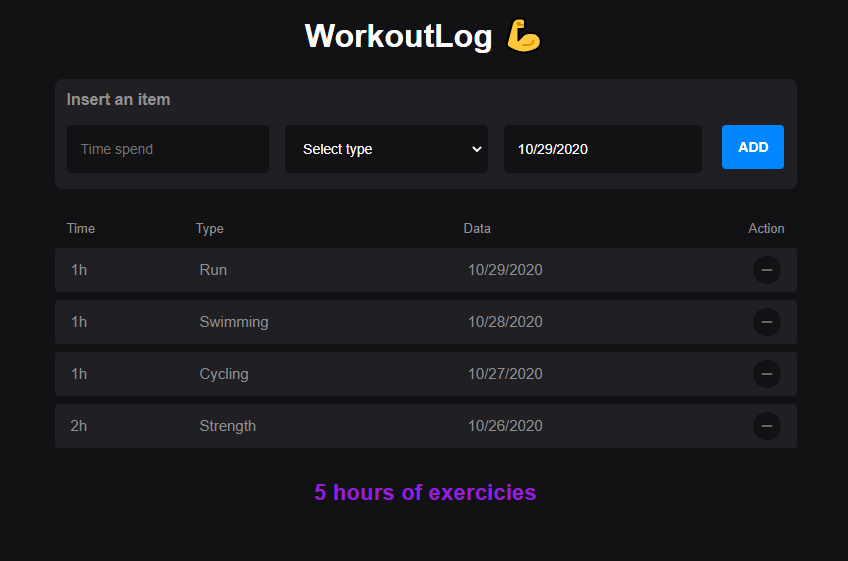 WorkoutLog 💪
Insert an item
Time spend Select type 10/29/2020 ADD
Time Type Data Action
1h Run 10/29/2020
1h Swimming 10/28/2020
1h Cycling 10/27/2020
2h Strength 10/26/2020
5 hours of exercicies